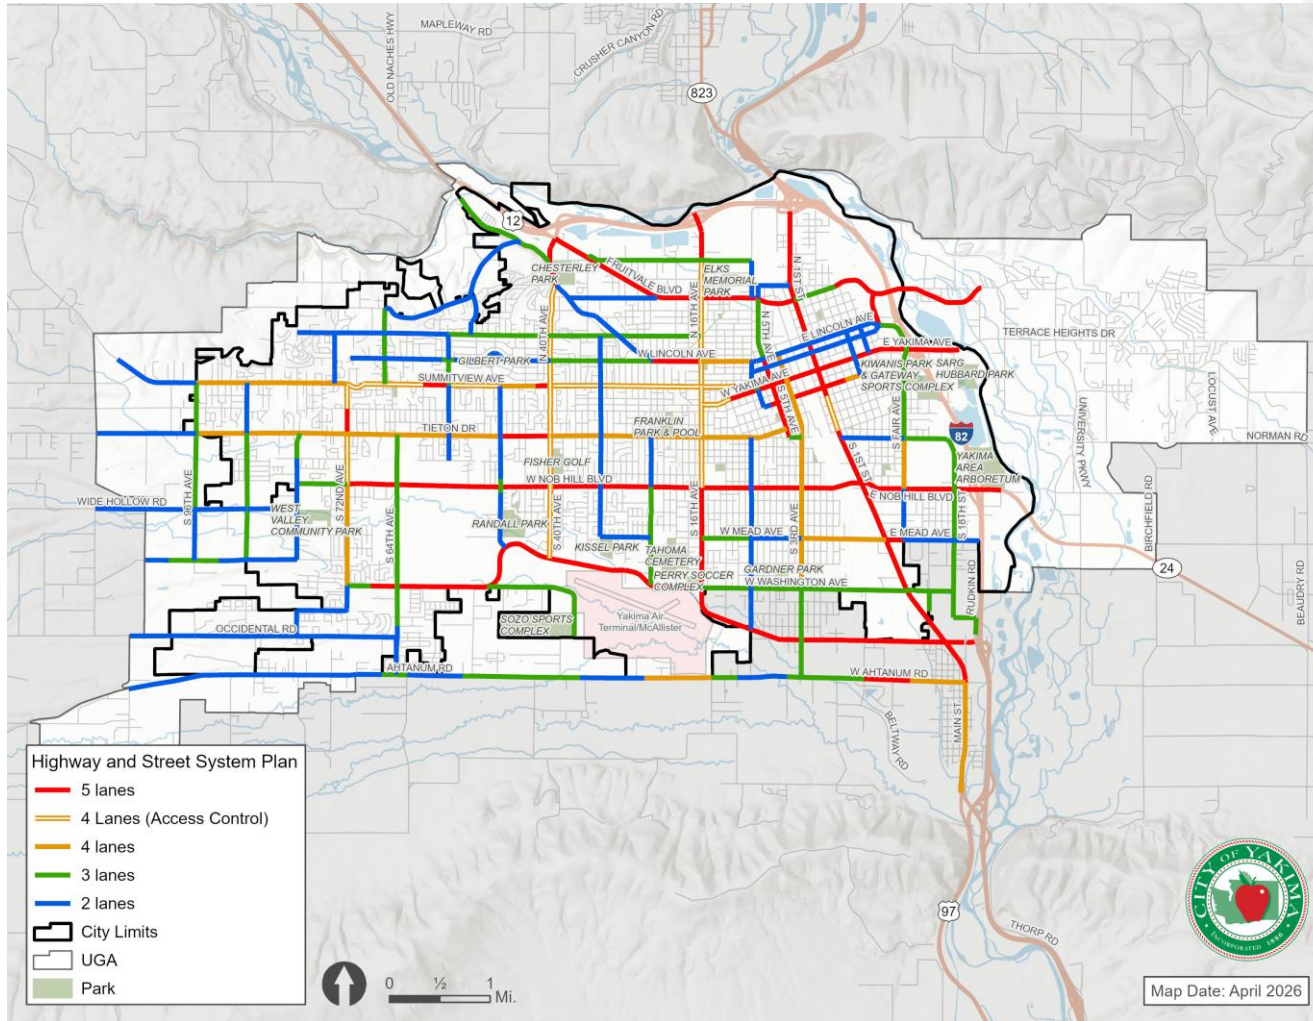 MAPLEWAY RD
OLD NACHES HWY
CRUSHER CANYON RD
823
12
CHESTERLEY
PARK
FRUITVALE BLVD
ELKS
MEMORIAL
PARK
N 1ST ST
N 40TH AVE
N 16TH AVE
N 5TH AVE
E LINCOLN AVE
TERRACE HEIGHTS DR
GILBERT PARK
W LINCOLN AVE
E YAKIMA AVE
SUMMITVIEW AVE
W YAKIMA AVE
KIWANIS PARK
& GATEWAY
SPORTS COMPLEX
SARG
HUBBARD PARK
S 5TH AVE
LOCUST AVE
UNIVERSITY PKWY
TIETON DR
FRANKLIN
PARK & POOL
S FAIR AVE
82
NORMAN RD
S 1ST ST
FISHER GOLF
YAKIMA
AREA
ARBORETUM
W NOB HILL BLVD
E NOB HILL BLVD
WIDE HOLLOW RD
S 96TH AVE
WEST
VALLEY
COMMUNITY PARK
S 72ND AVE
S 64TH AVE
RANDALL PARK
S 40TH AVE
S 16TH AVE
S 3RD AVE
S 18TH ST
BIRCHFIELD RD
W MEAD AVE
E MEAD AVE
KISSEL PARK
TAHOMA
CEMETERY
PERRY SOCCER
COMPLEX
GARDNER PARK
W WASHINGTON AVE
RUDKIN RD
24
BEAUDRY RD
SOZO SPORTS
COMPLEX
Yakima Air
Terminal/McAllister
OCCIDENTAL RD
AHTANUM RD
W AHTANUM RD
MAIN ST
BELTWAY RD
97
THORP RD
Highway and Street System Plan
5 lanes
4 Lanes (Access Control)
4 lanes
3 lanes
2 lanes
City Limits
UGA
Park
0 ½ 1
Mi.
CITY OF YAKIMA
INCORPORATED 1886
Map Date: April 2026